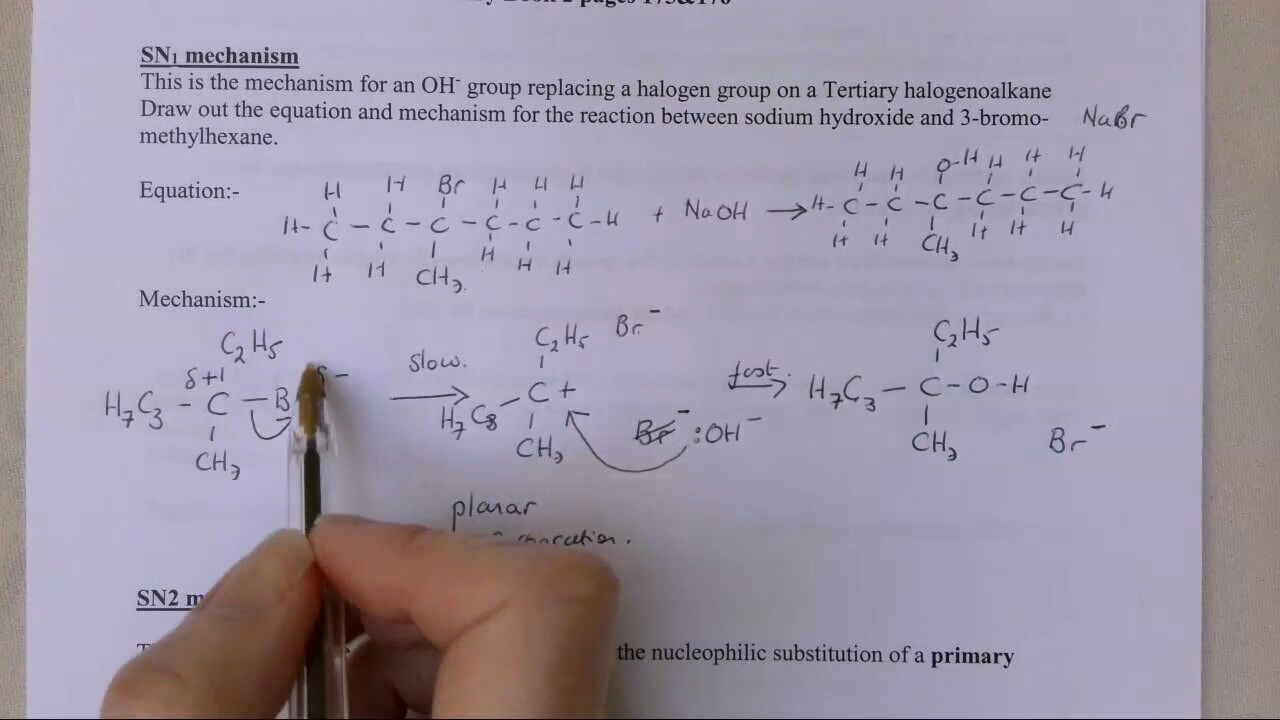 SN1 mechanism
This is the mechanism for an OH- group replacing a halogen group on a Tertiary halogenoalkane
Draw out the equation and mechanism for the reaction between sodium hydroxide and 3-bromo-
methylhexane.
NaBr
Equation:-
H H Br H H H
H - C - C - C - C - C - C - H + NaOH → H - C - C - C - C - C - C - H
H H CH3 H H H
H H O-H H H H
H H CH3 H H H
Mechanism:-
C2H5
δ+
H7C3 - C - B
δ-
CH3
slow.
C2H5 Br-
H7C3 - C+
CH3
Br- :OH-
fast.
C2H5
H7C3 - C - O - H
CH3
Br-
planar
SN2 m
the nucleophilic substitution of a primary